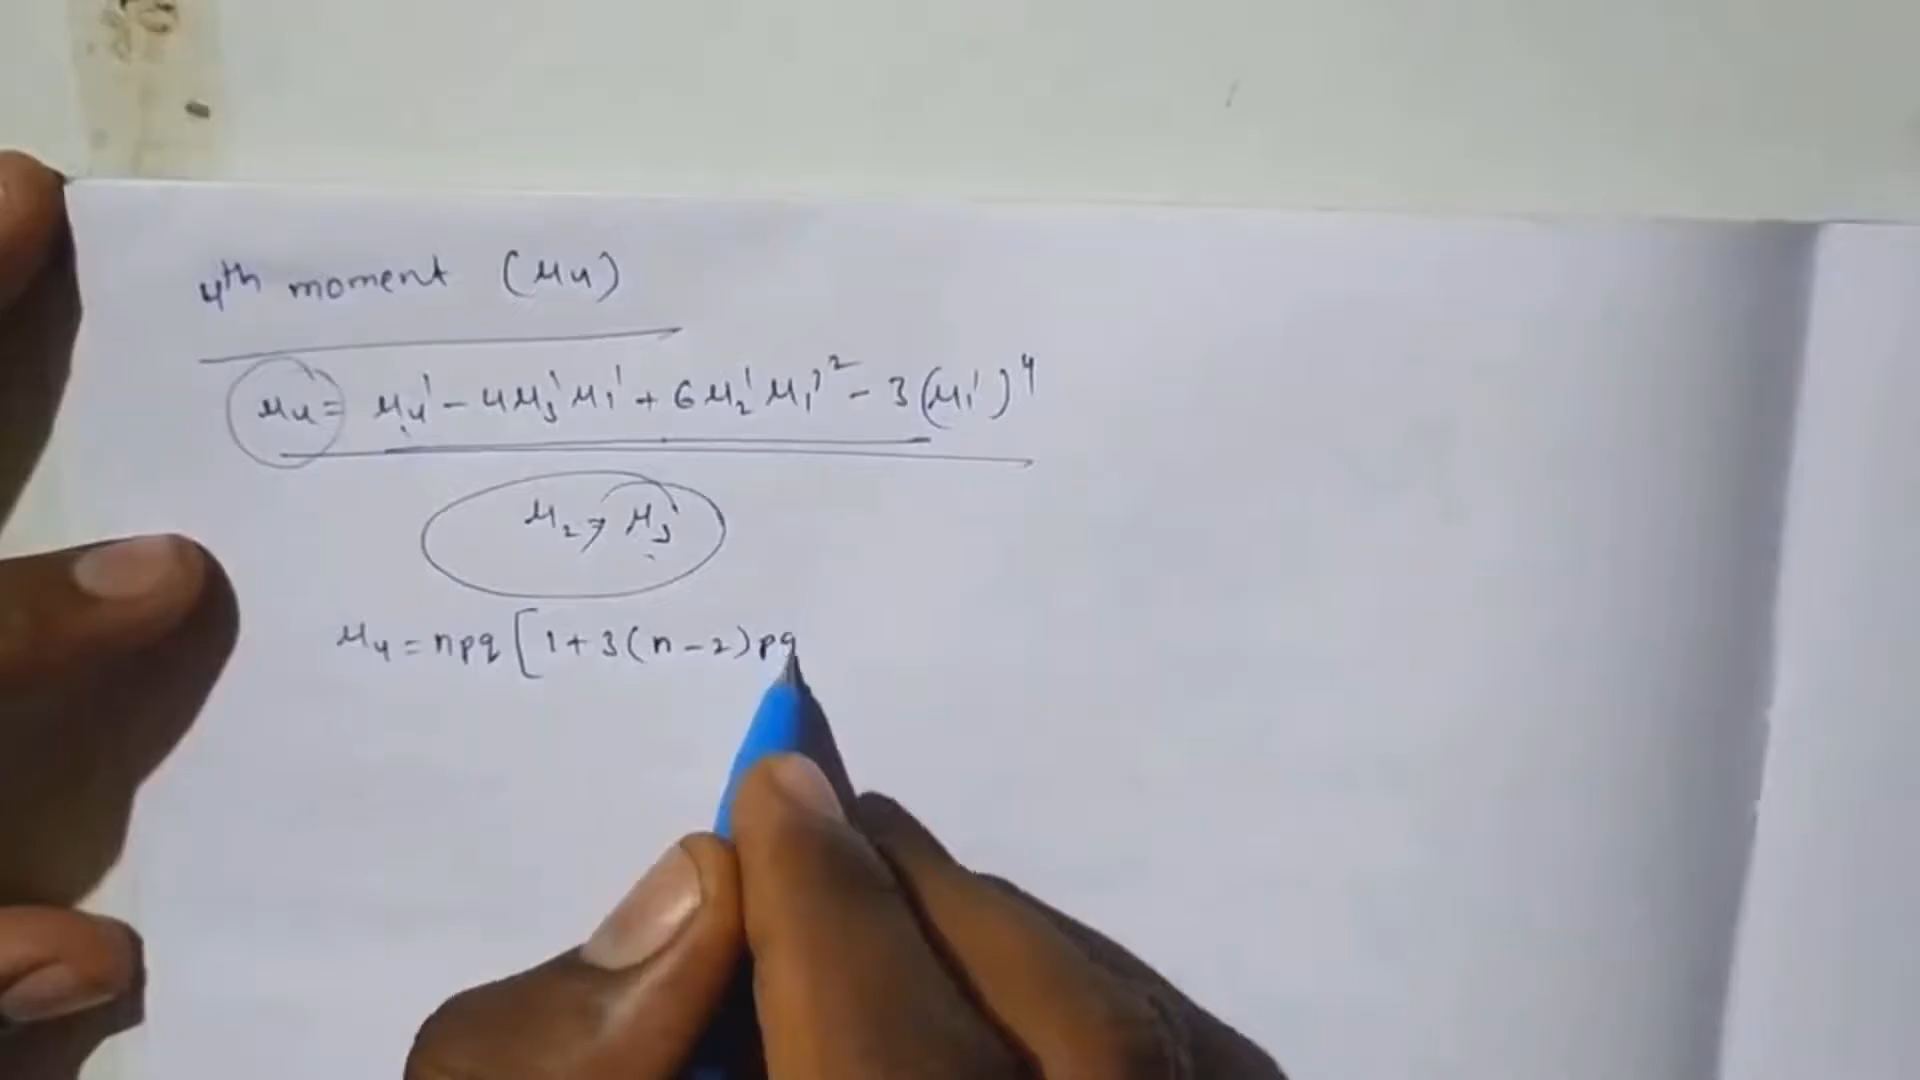 4th moment (μ4)
μ4 = μ4' - 4μ3'μ1' + 6μ2'μ1'² - 3(μ1')⁴
μ2, μ3
μ4 = npq [1 + 3(n-2)pq